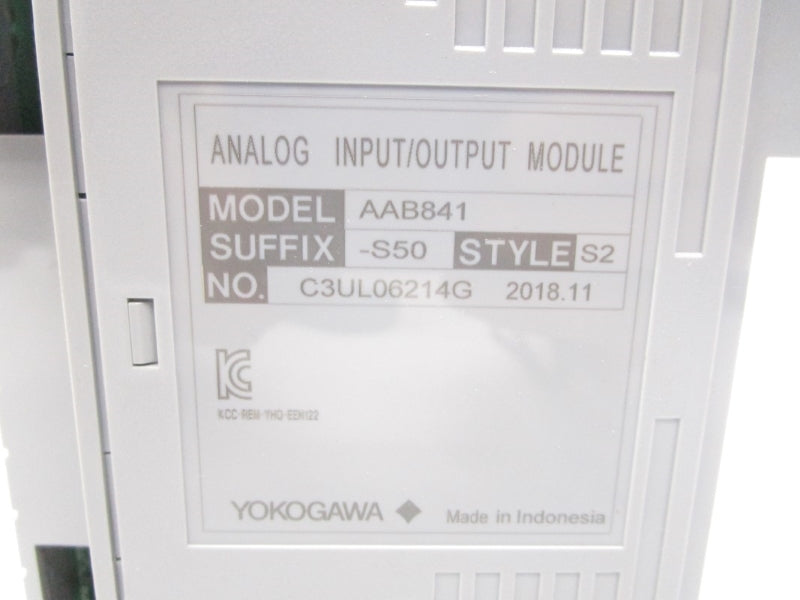 ANALOG INPUT/OUTPUT MODULE
MODEL AAB841
SUFFIX -S50 STYLE S2
NO. C3UL06214G 2018.11
KCC-REM-YHQ-EEN122
YOKOGAWA ◆ Made in Indonesia